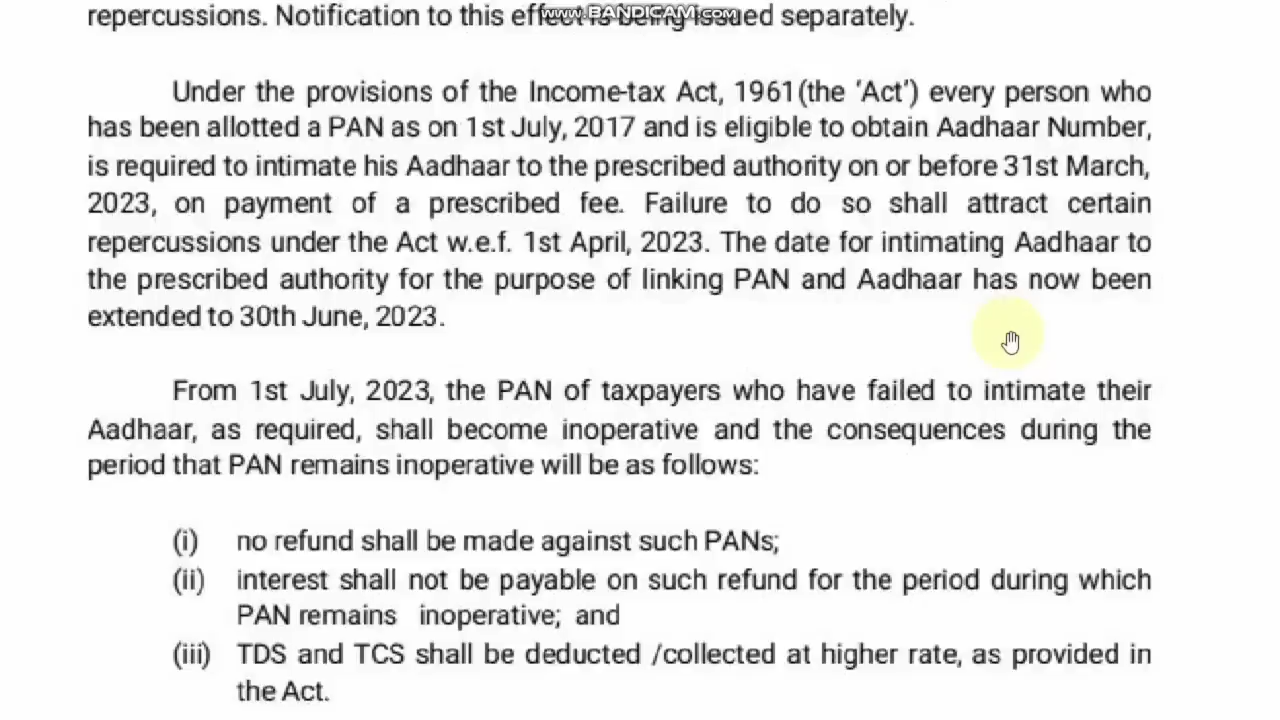 www.BANDICAM.com
repercussions. Notification to this effect is being issued separately.
Under the provisions of the Income-tax Act, 1961(the ‘Act’) every person who
has been allotted a PAN as on 1st July, 2017 and is eligible to obtain Aadhaar Number,
is required to intimate his Aadhaar to the prescribed authority on or before 31st March,
2023, on payment of a prescribed fee. Failure to do so shall attract certain
repercussions under the Act w.e.f. 1st April, 2023. The date for intimating Aadhaar to
the prescribed authority for the purpose of linking PAN and Aadhaar has now been
extended to 30th June, 2023.
From 1st July, 2023, the PAN of taxpayers who have failed to intimate their
Aadhaar, as required, shall become inoperative and the consequences during the
period that PAN remains inoperative will be as follows:
(i) no refund shall be made against such PANs;
(ii) interest shall not be payable on such refund for the period during which
PAN remains inoperative; and
(iii) TDS and TCS shall be deducted /collected at higher rate, as provided in
the Act.